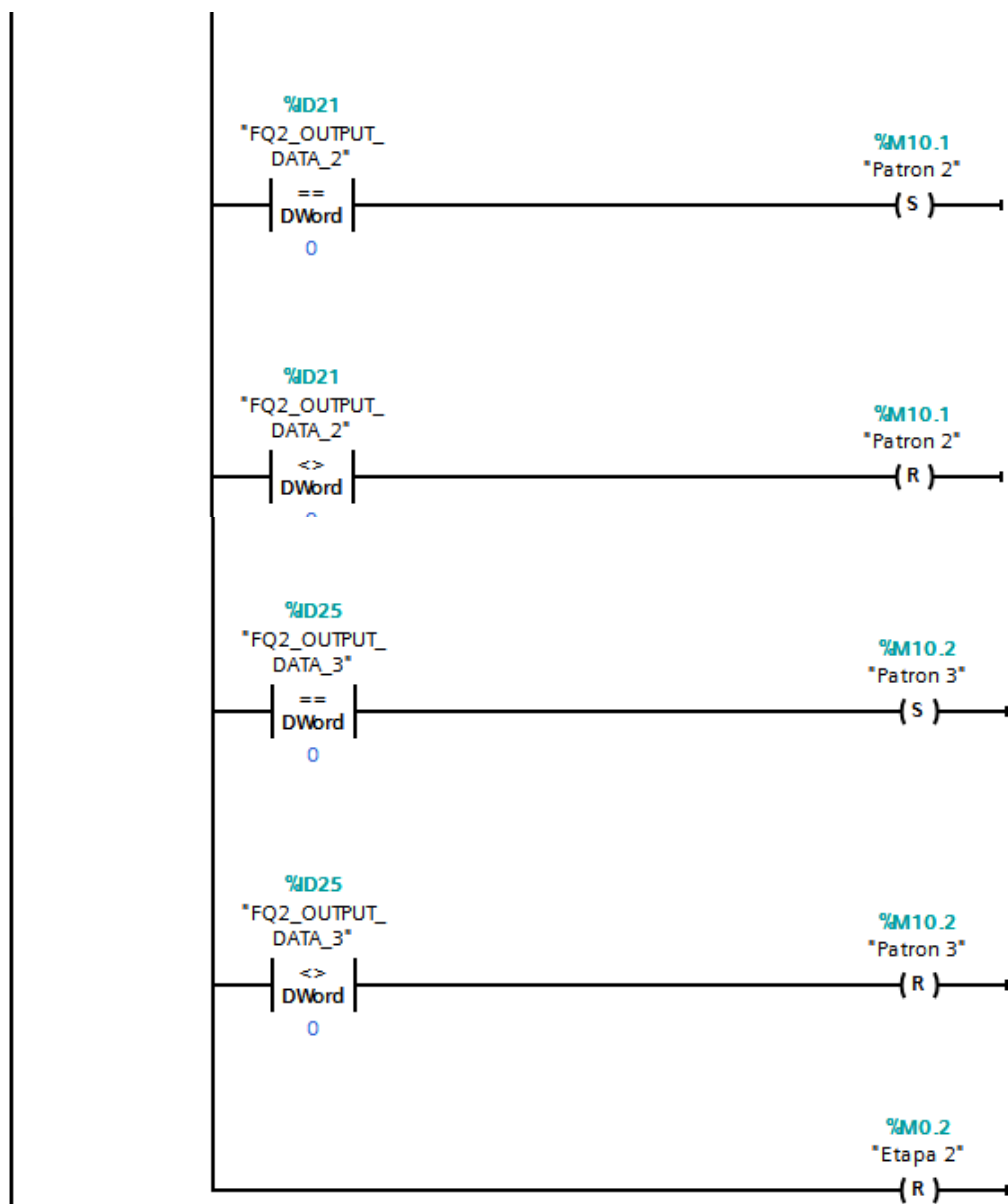 %ID21
"FQ2_OUTPUT_
DATA_2"
%M10.1
"Patron 2"
==
DWord
( S )
0
%ID21
"FQ2_OUTPUT_
DATA_2"
%M10.1
"Patron 2"
<>
DWord
( R )
%ID25
"FQ2_OUTPUT_
DATA_3"
%M10.2
"Patron 3"
==
DWord
( S )
0
%ID25
"FQ2_OUTPUT_
DATA_3"
%M10.2
"Patron 3"
<>
DWord
( R )
0
%M0.2
"Etapa 2"
( R )